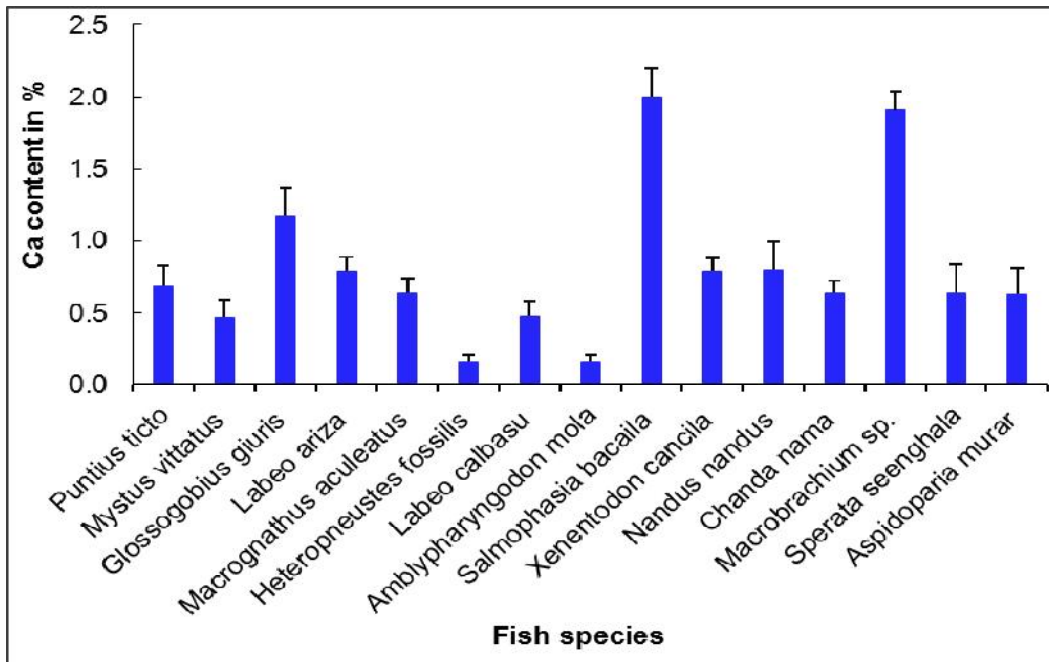 Ca content in %
2.5
2.0
1.5
1.0
0.5
0.0
Puntius ticto
Mystus vittatus
Glossogobius giuris
Labeo ariza
Macrognathus aculeatus
Heteropneustes fossilis
Labeo calbasu
Amblypharyngodon mola
Salmophasia bacaila
Xenentodon cancila
Nandus nandus
Chanda nama
Macrobrachium sp.
Sperata seenghala
Aspidoparia murar
Fish species